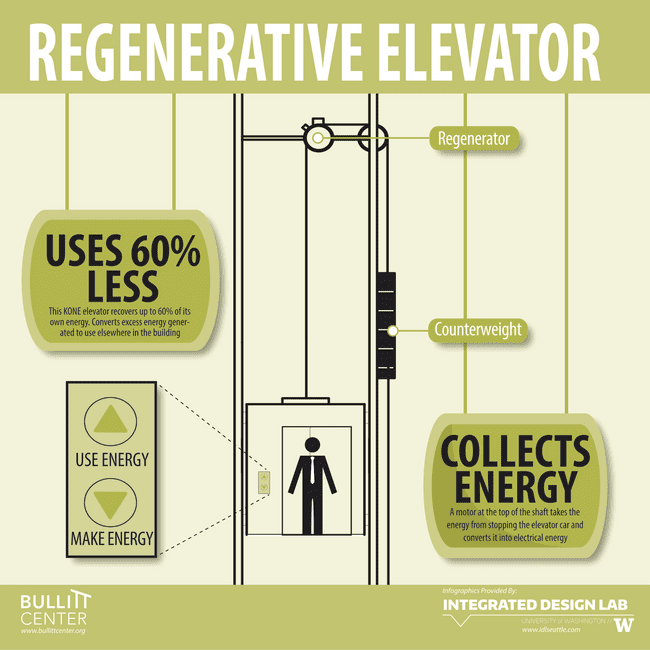 REGENERATIVE ELEVATOR
Regenerator
USES 60%
LESS
This KONE elevator recovers up to 60% of its
own energy. Converts excess energy gener-
ated to use elsewhere in the building
Counterweight
USE ENERGY
MAKE ENERGY
COLLECTS
ENERGY
A motor at the top of the shaft takes the
energy from stopping the elevator car and
converts it into electrical energy
BULLITT
CENTER
www.bullittcenter.org
Infographics Provided By:
INTEGRATED DESIGN LAB
UNIVERSITY of WASHINGTON // W
www.idlseattle.com